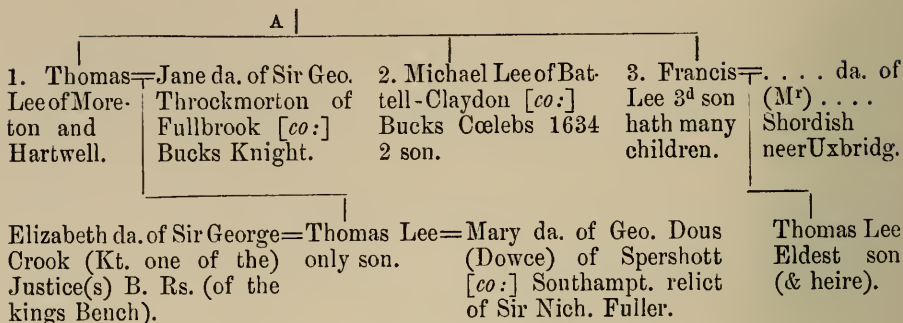 A
1. Thomas=Jane da. of Sir Geo.
Lee of More-
ton and
Hartwell.
Throckmorton of
Fullbrook [co:]
Bucks Knight.
2. Michael Lee of Bat-
tell-Claydon [co:]
Bucks Cœlebs 1634
2 son.
3. Francis=. . . . da. of
Lee 3d son
hath many
children.
(Mr) . . . .
Shordish
neer Uxbridg.
Elizabeth da. of Sir George=Thomas Lee=Mary da. of Geo. Dous
Crook (Kt. one of the)
Justice(s) B. Rs. (of the
kings Bench).
only son.
(Dowce) of Spershott
[co:] Southampt. relict
of Sir Nich. Fuller.
Thomas Lee
Eldest son
(& heire).